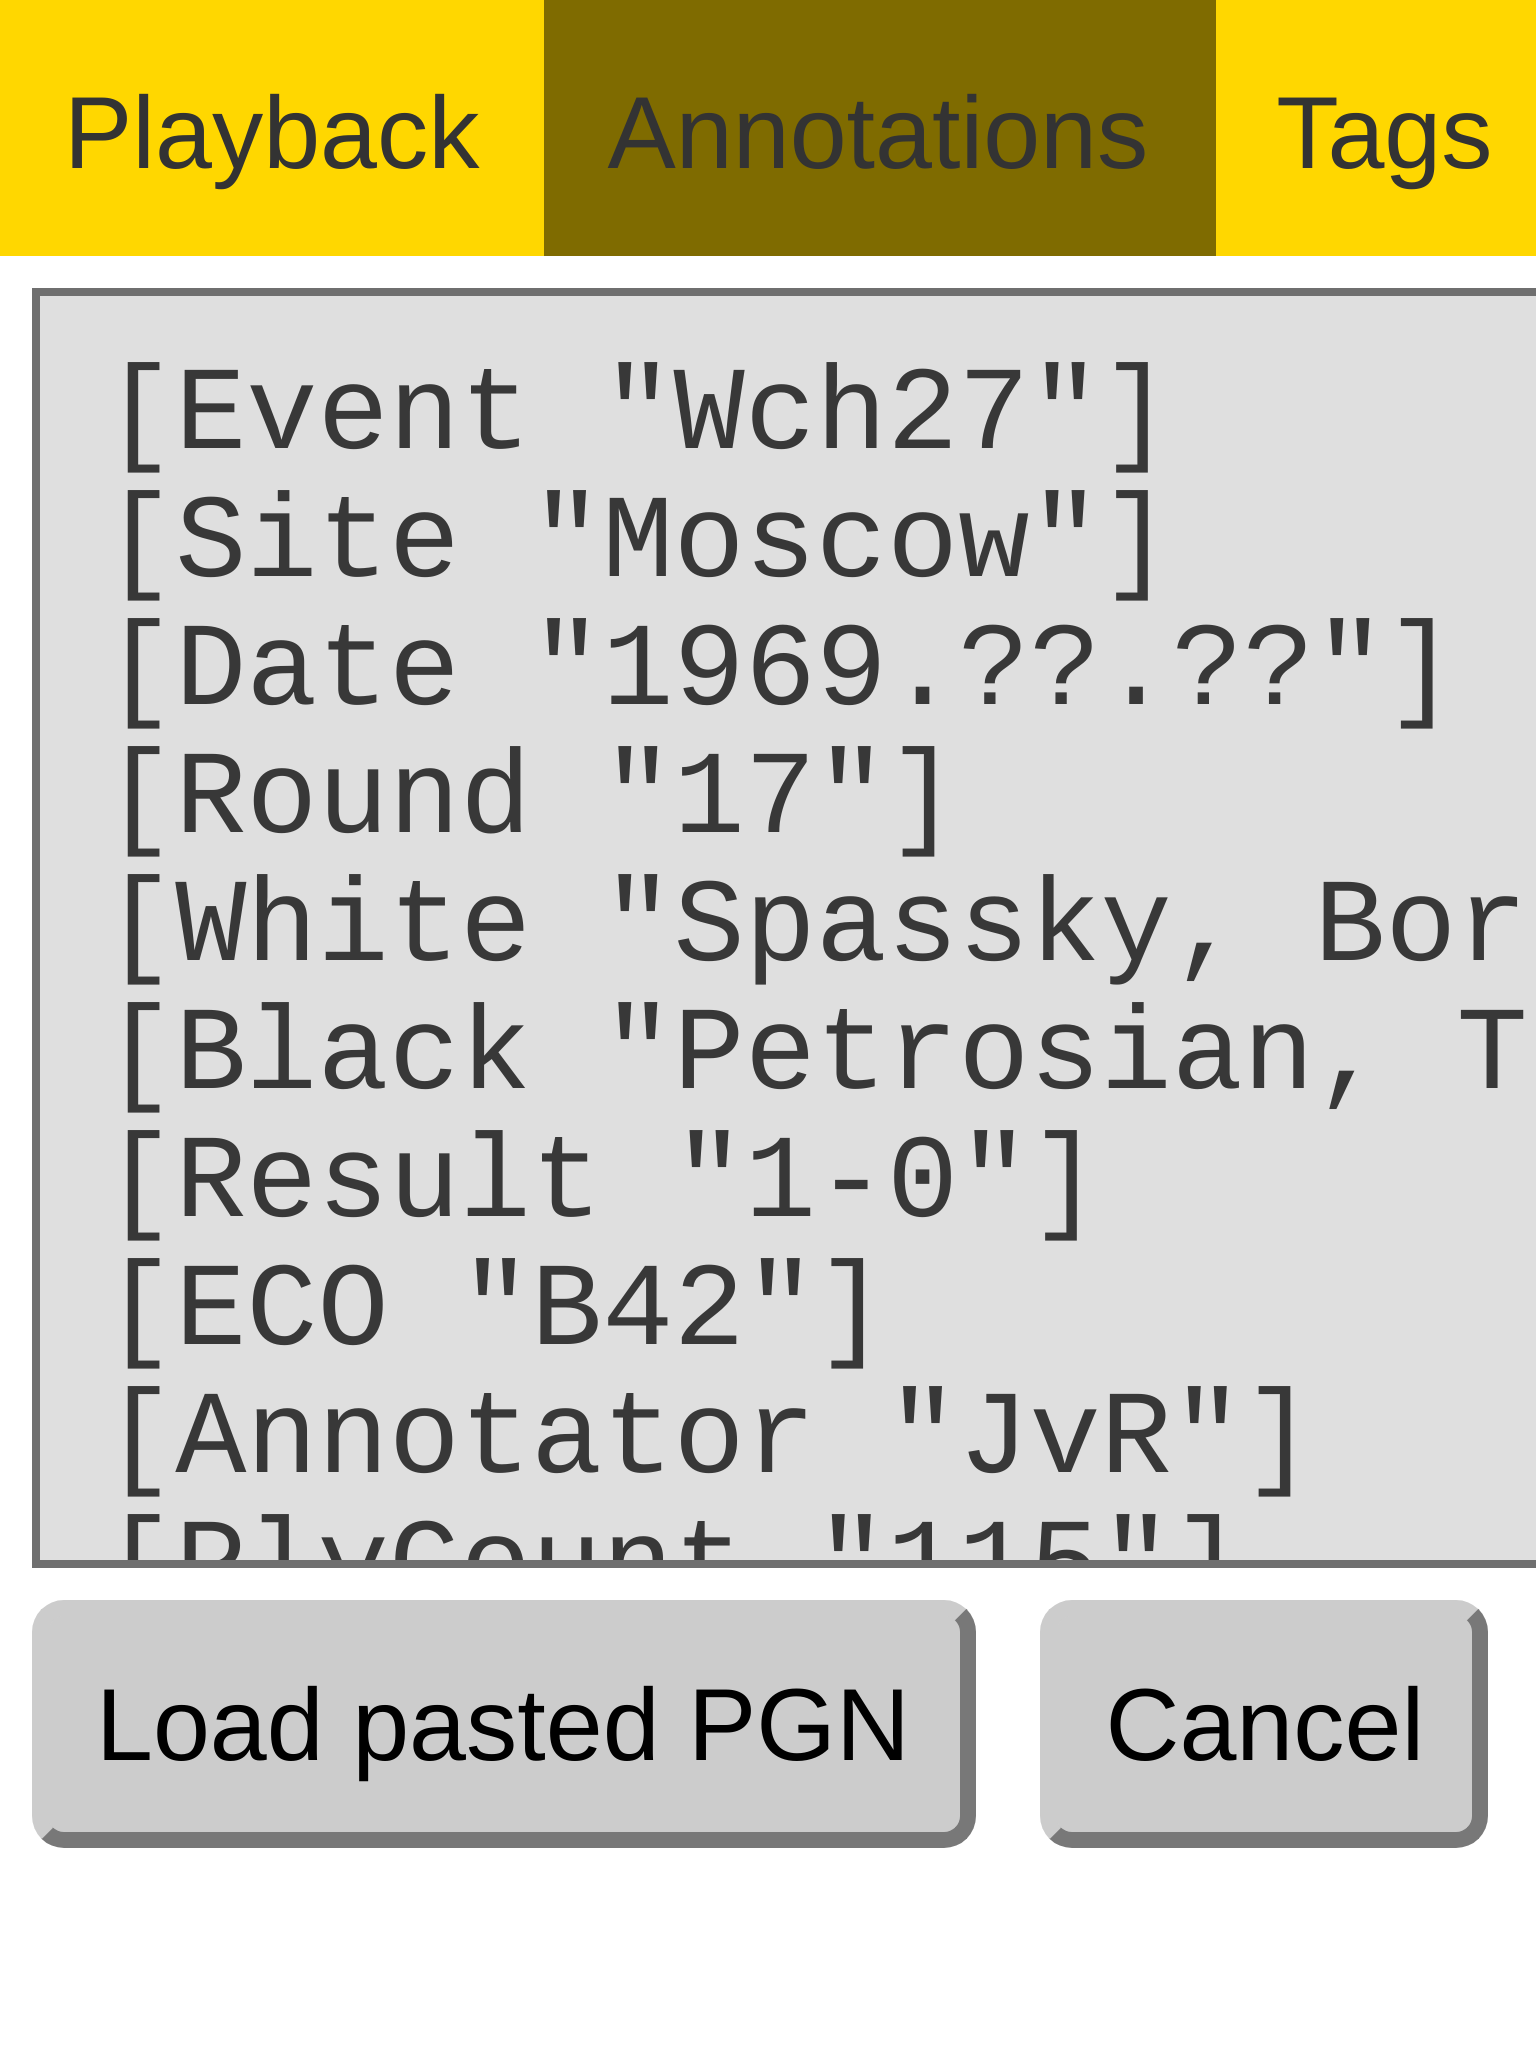 Playback Annotations Tags
[Event "Wch27"]
[Site "Moscow"]
[Date "1969.??.??"]
[Round "17"]
[White "Spassky, Bor
[Black "Petrosian, T
[Result "1-0"]
[ECO "B42"]
[Annotator "JvR"]
[PlyCount "115"]
Load pasted PGN Cancel